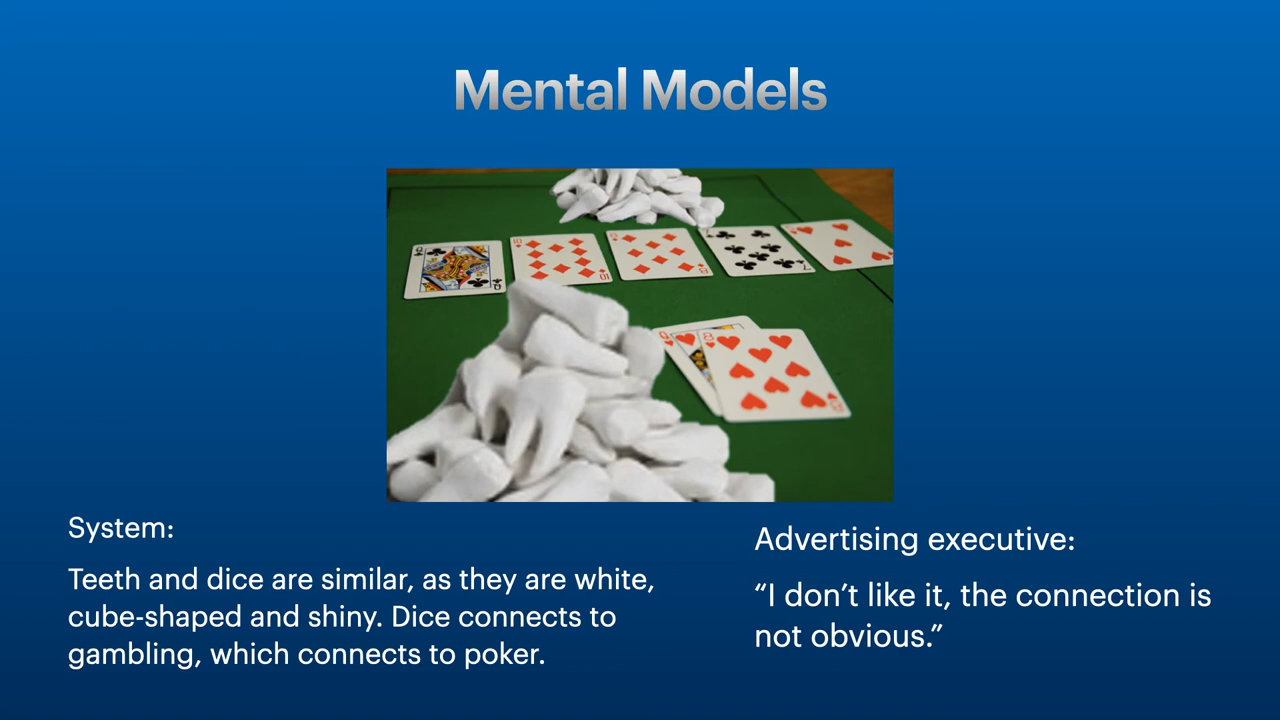 Mental Models
System:
Teeth and dice are similar, as they are white,
cube-shaped and shiny. Dice connects to
gambling, which connects to poker.
Advertising executive:
“I don’t like it, the connection is
not obvious.”